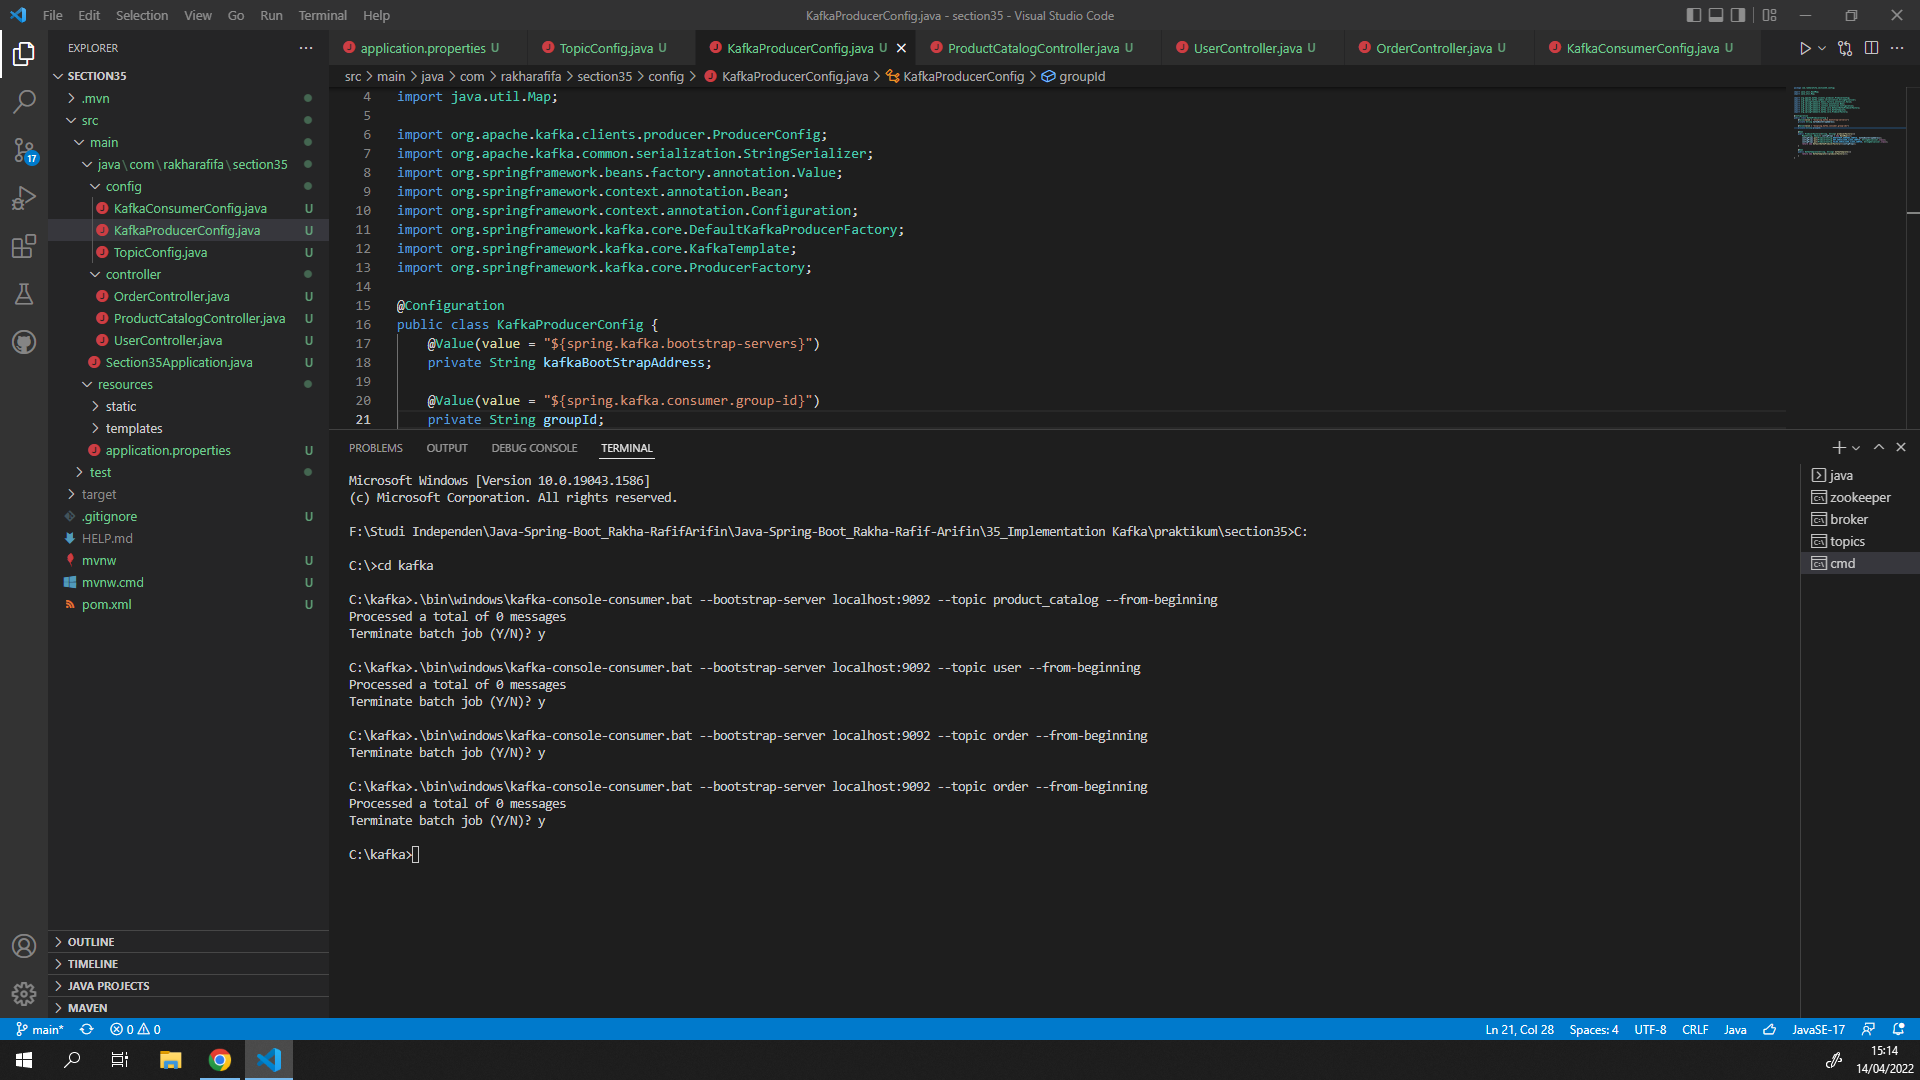 File Edit Selection View Go Run Terminal Help
KafkaProducerConfig.java - section35 - Visual Studio Code
EXPLORER
SECTION35
.mvn
src
main
java\com\rakharafifa\section35
config
KafkaConsumerConfig.java U
KafkaProducerConfig.java U
TopicConfig.java U
controller
OrderController.java U
ProductCatalogController.java U
UserController.java U
Section35Application.java U
resources
static
templates
application.properties U
test
target
.gitignore U
HELP.md
mvnw U
mvnw.cmd U
pom.xml U
OUTLINE
TIMELINE
JAVA PROJECTS
MAVEN
17
application.properties U TopicConfig.java U KafkaProducerConfig.java U ProductCatalogController.java U UserController.java U OrderController.java U KafkaConsumerConfig.java U
src > main > java > com > rakharafifa > section35 > config > KafkaProducerConfig.java > KafkaProducerConfig > groupId
4 import java.util.Map;
5
6 import org.apache.kafka.clients.producer.ProducerConfig;
7 import org.apache.kafka.common.serialization.StringSerializer;
8 import org.springframework.beans.factory.annotation.Value;
9 import org.springframework.context.annotation.Bean;
10 import org.springframework.context.annotation.Configuration;
11 import org.springframework.kafka.core.DefaultKafkaProducerFactory;
12 import org.springframework.kafka.core.KafkaTemplate;
13 import org.springframework.kafka.core.ProducerFactory;
14
15 @Configuration
16 public class KafkaProducerConfig {
17 @Value(value = "${spring.kafka.bootstrap-servers}")
18 private String kafkaBootStrapAddress;
19
20 @Value(value = "${spring.kafka.consumer.group-id}")
21 private String groupId;
PROBLEMS OUTPUT DEBUG CONSOLE TERMINAL
Microsoft Windows [Version 10.0.19043.1586]
(c) Microsoft Corporation. All rights reserved.
F:\Studi Independen\Java-Spring-Boot_Rakha-RafifArifin\Java-Spring-Boot_Rakha-Rafif-Arifin\35_Implementation Kafka\praktikum\section35>C:
C:\>cd kafka
C:\kafka>.\bin\windows\kafka-console-consumer.bat --bootstrap-server localhost:9092 --topic product_catalog --from-beginning
Processed a total of 0 messages
Terminate batch job (Y/N)? y
C:\kafka>.\bin\windows\kafka-console-consumer.bat --bootstrap-server localhost:9092 --topic user --from-beginning
Processed a total of 0 messages
Terminate batch job (Y/N)? y
C:\kafka>.\bin\windows\kafka-console-consumer.bat --bootstrap-server localhost:9092 --topic order --from-beginning
Terminate batch job (Y/N)? y
C:\kafka>.\bin\windows\kafka-console-consumer.bat --bootstrap-server localhost:9092 --topic order --from-beginning
Processed a total of 0 messages
Terminate batch job (Y/N)? y
C:\kafka>
java
zookeeper
broker
topics
cmd
main* 0 0 Ln 21, Col 28 Spaces: 4 UTF-8 CRLF Java JavaSE-17
15:14
14/04/2022